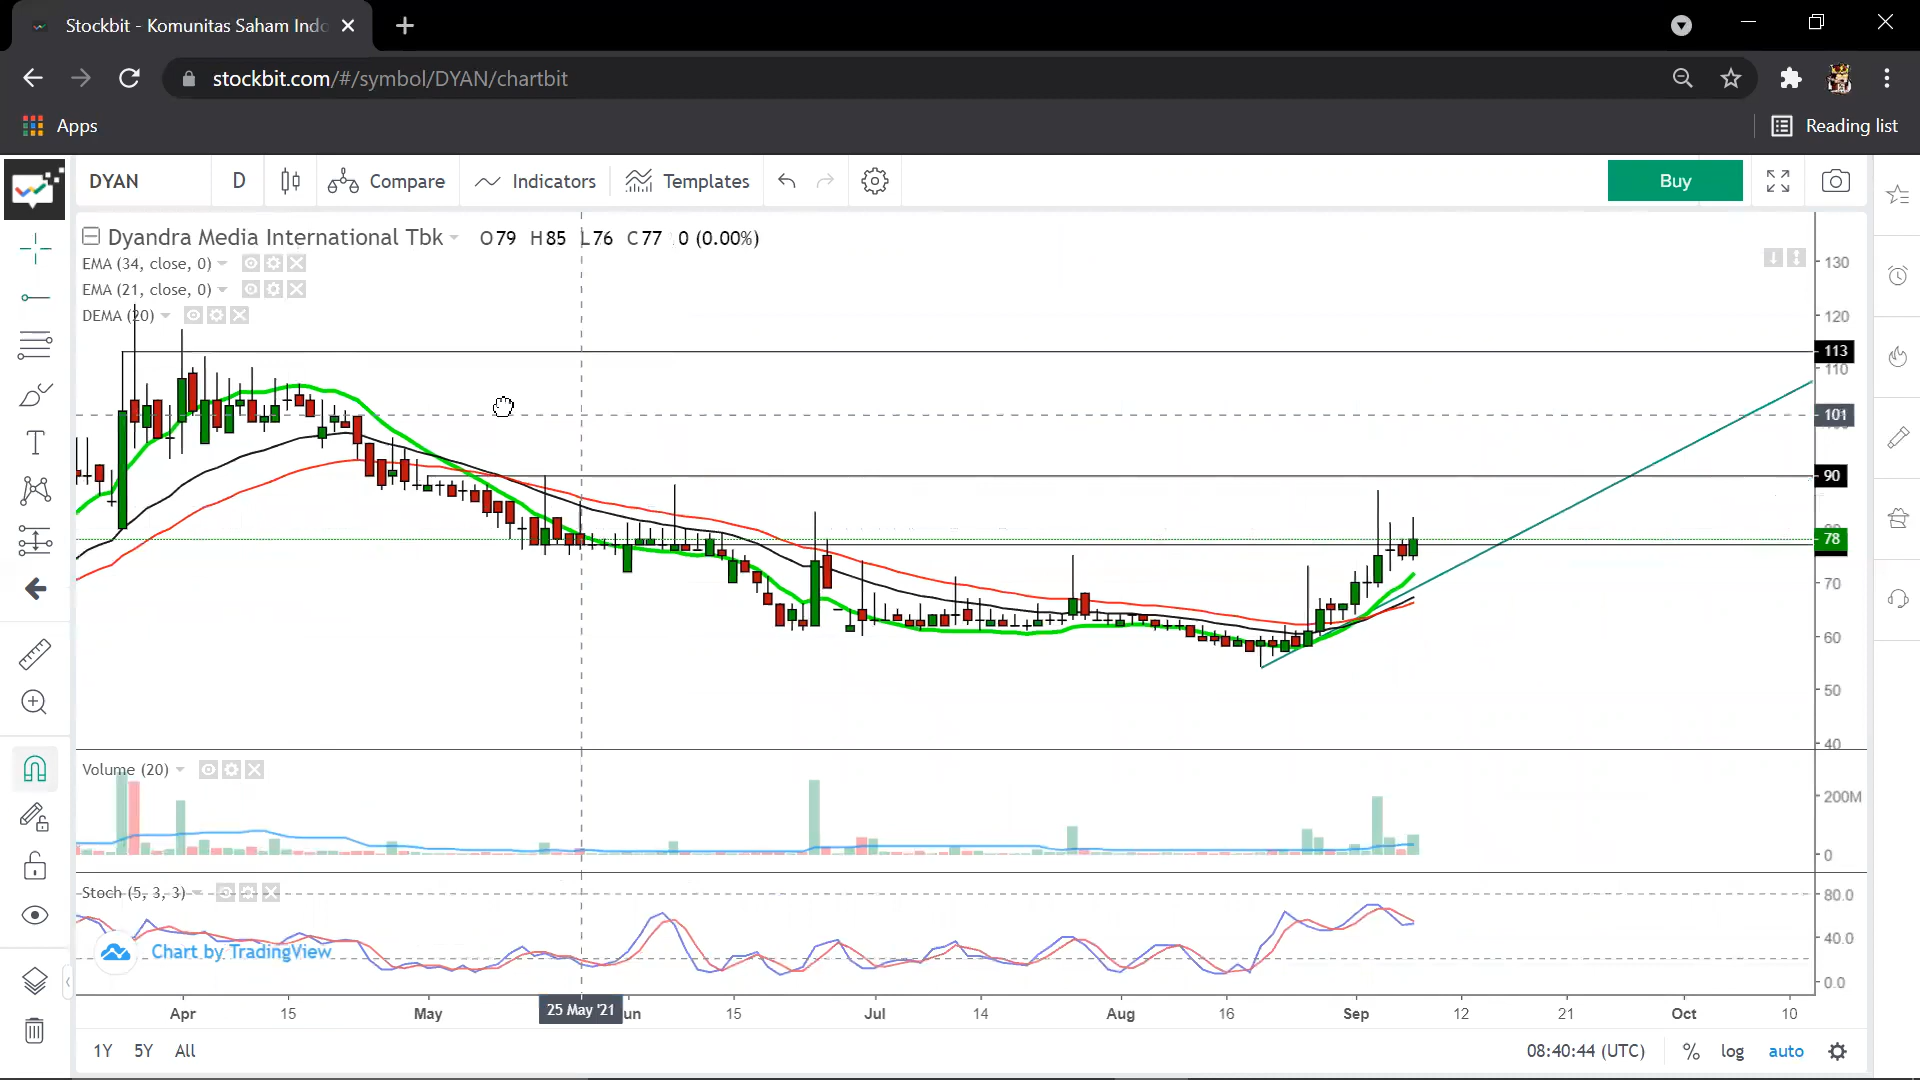 Stockbit - Komunitas Saham Indo
stockbit.com/#/symbol/DYAN/chartbit
Apps
Reading list
DYAN
D
Compare
Indicators
Templates
Buy
Dyandra Media International Tbk O79 H85 L76 C77 0 (0.00%)
EMA (34, close, 0)
EMA (21, close, 0)
DEMA (20)
130
120
113
110
101
90
78
70
60
50
40
Volume (20)
200M
0
Stoch (5, 3, 3)
80.0
40.0
0.0
Chart by TradingView
Apr 15 May 25 May '21 un 15 Jul 14 Aug 16 Sep 12 21 Oct 10
1Y 5Y All
08:40:44 (UTC) % log auto